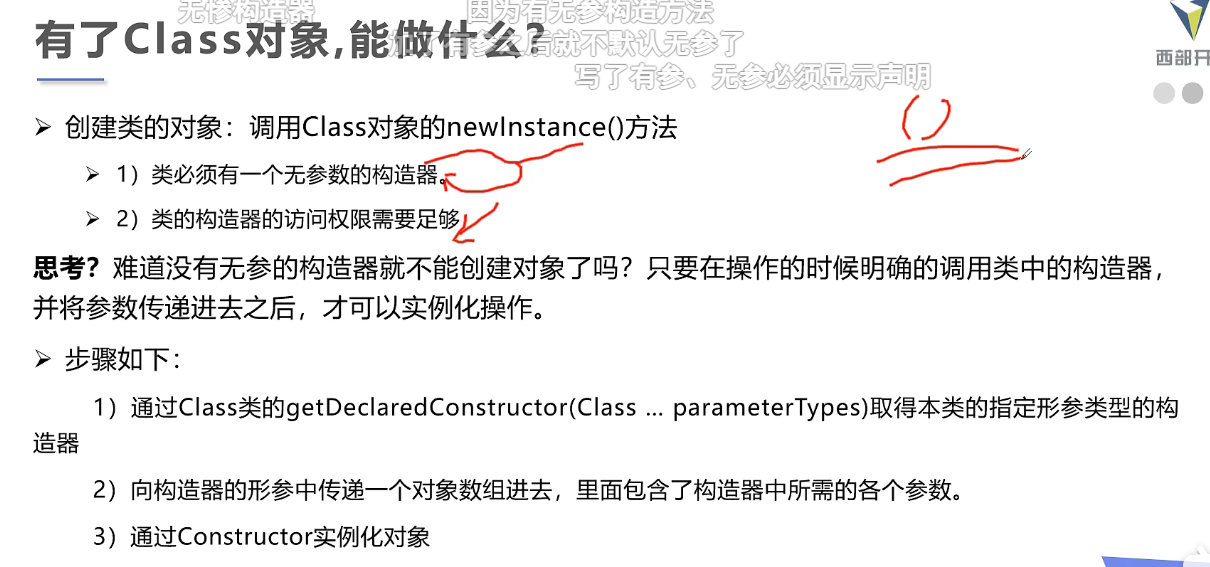 无惨构造器
因为有无参构造方法
有了Class对象,能做什么?
加了有参之后就不默认无参了
写了有参、无参必须显示声明
西部开
创建类的对象：调用Class对象的newInstance()方法
1）类必须有一个无参数的构造器。
2）类的构造器的访问权限需要足够
思考？难道没有无参的构造器就不能创建对象了吗？只要在操作的时候明确的调用类中的构造器，
并将参数传递进去之后，才可以实例化操作。
步骤如下：
1）通过Class类的getDeclaredConstructor(Class … parameterTypes)取得本类的指定形参类型的构
造器
2）向构造器的形参中传递一个对象数组进去，里面包含了构造器中所需的各个参数。
3）通过Constructor实例化对象